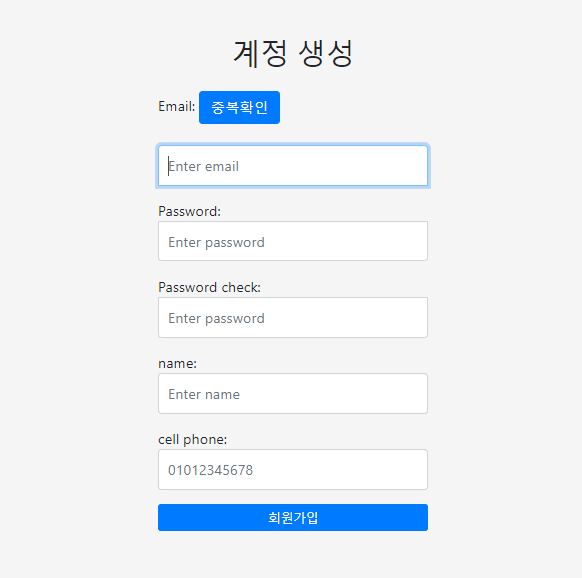 계정 생성
Email: 중복확인
Enter email
Password:
Enter password
Password check:
Enter password
name:
Enter name
cell phone:
01012345678
회원가입